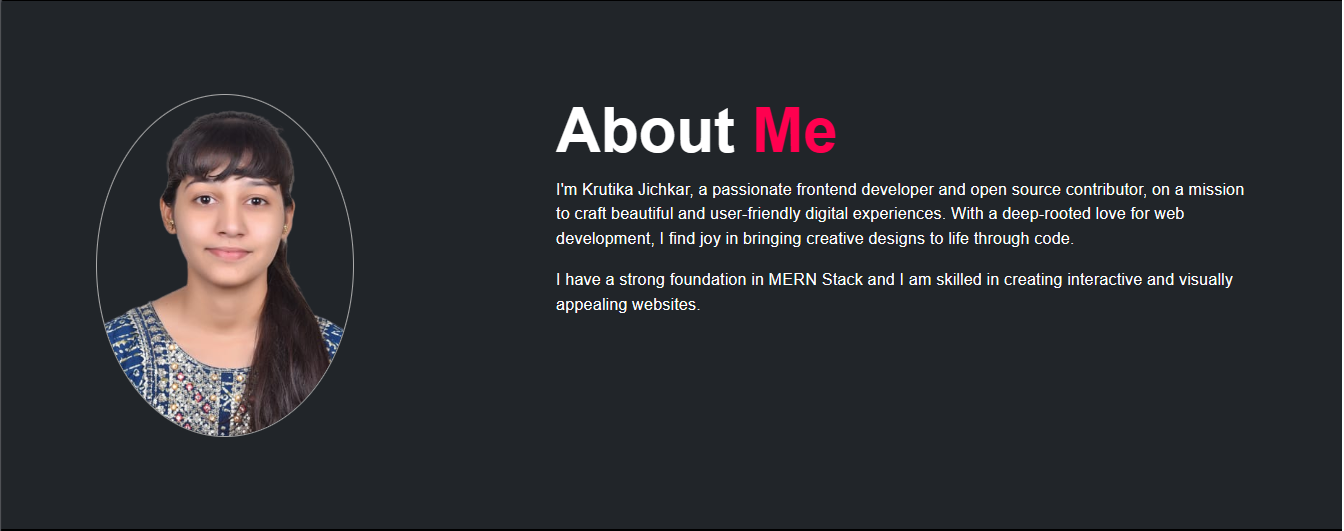 About Me
I'm Krutika Jichkar, a passionate frontend developer and open source contributor, on a mission
to craft beautiful and user-friendly digital experiences. With a deep-rooted love for web
development, I find joy in bringing creative designs to life through code.
I have a strong foundation in MERN Stack and I am skilled in creating interactive and visually
appealing websites.